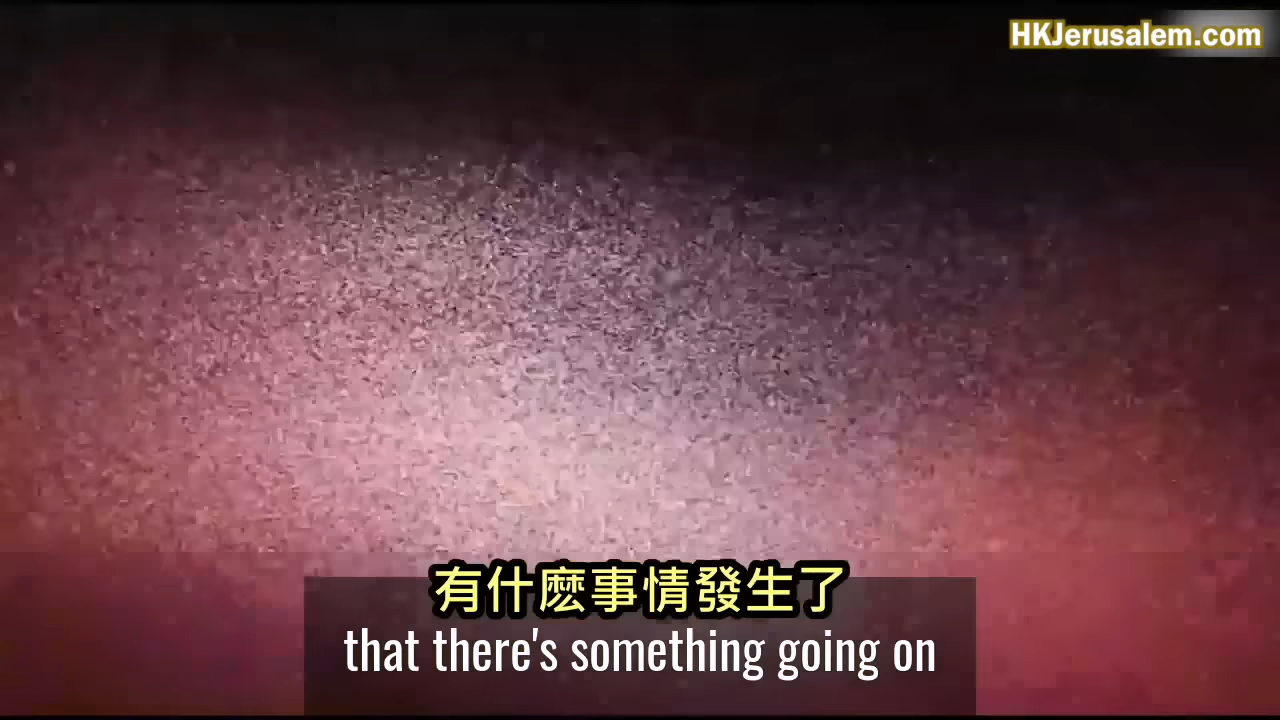 HKJerusalem.com
有什麽事情發生了
that there's something going on